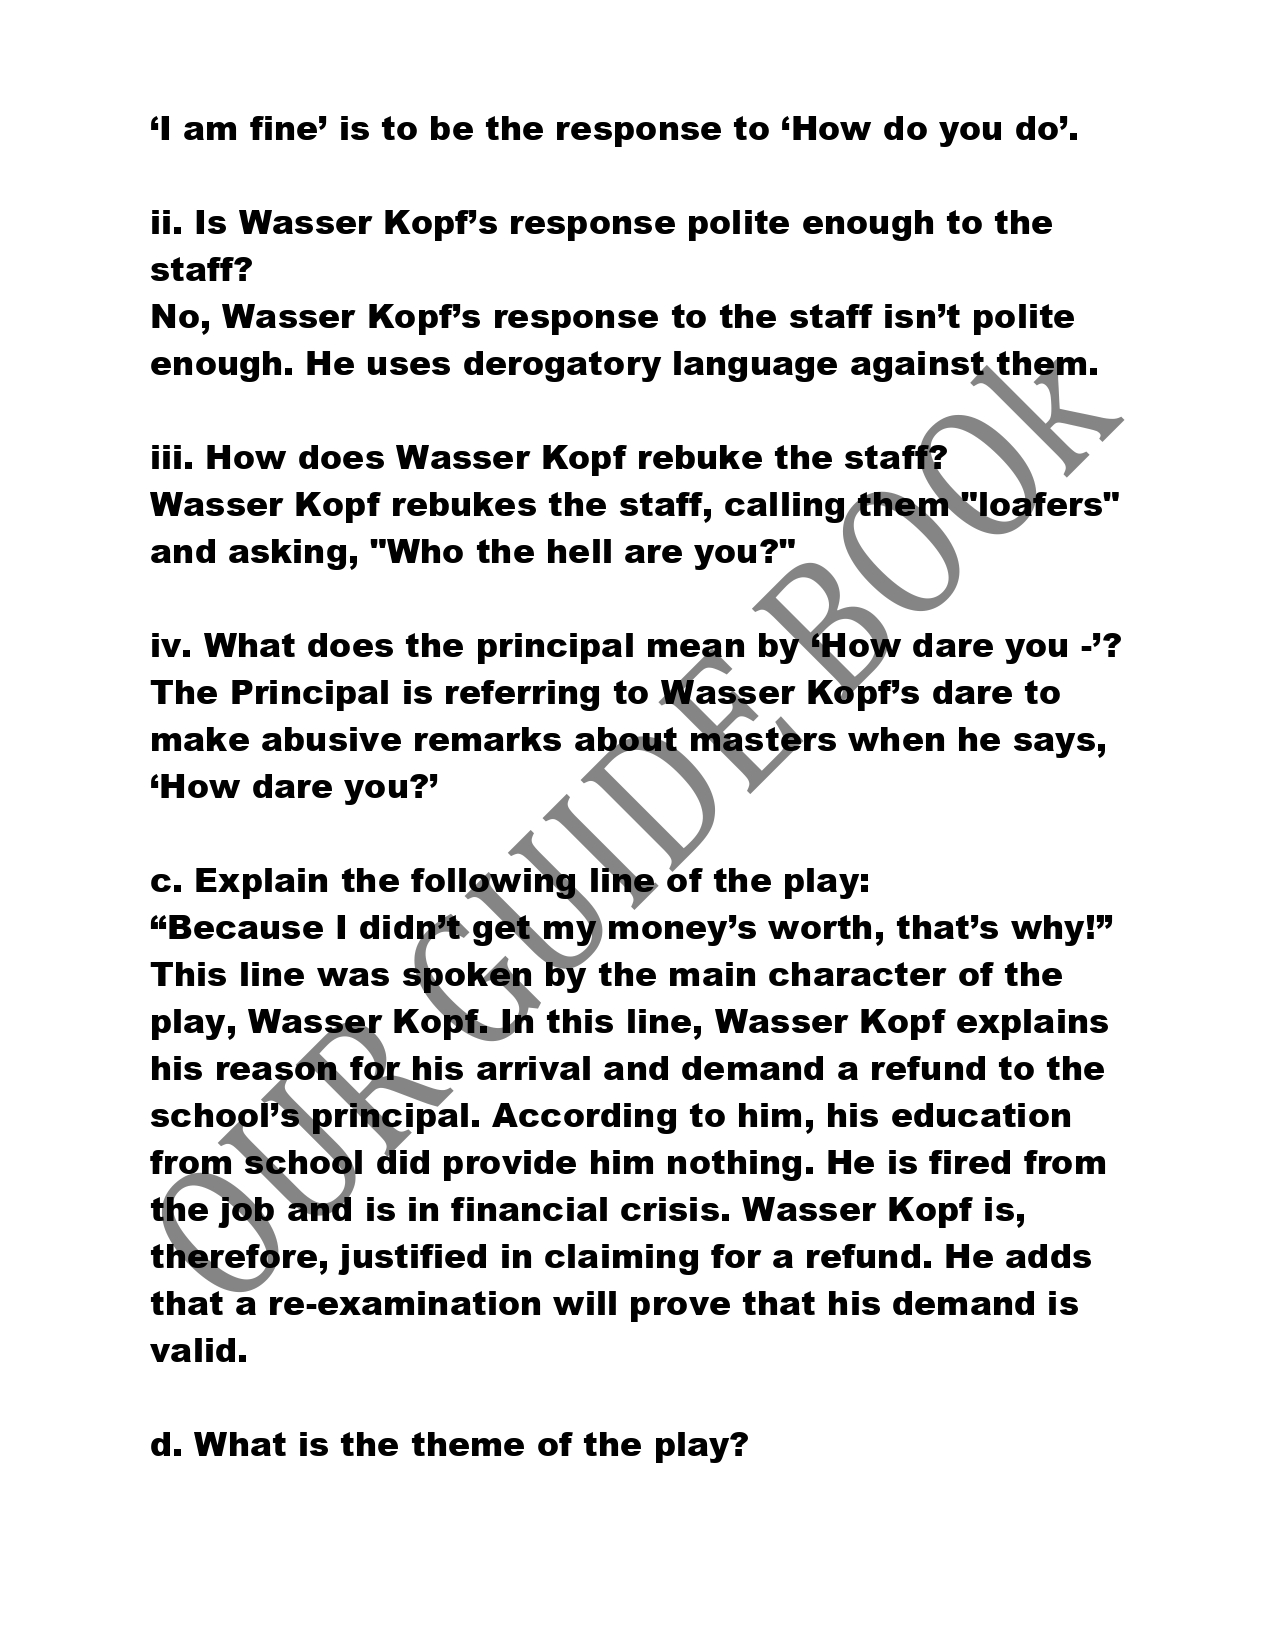 ‘I am fine’ is to be the response to ‘How do you do’.
ii. Is Wasser Kopf’s response polite enough to the
staff?
No, Wasser Kopf’s response to the staff isn’t polite
enough. He uses derogatory language against them.
iii. How does Wasser Kopf rebuke the staff?
Wasser Kopf rebukes the staff, calling them "loafers"
and asking, "Who the hell are you?"
iv. What does the principal mean by ‘How dare you -’?
The Principal is referring to Wasser Kopf’s dare to
make abusive remarks about masters when he says,
‘How dare you?’
c. Explain the following line of the play:
“Because I didn’t get my money’s worth, that’s why!”
This line was spoken by the main character of the
play, Wasser Kopf. In this line, Wasser Kopf explains
his reason for his arrival and demand a refund to the
school’s principal. According to him, his education
from school did provide him nothing. He is fired from
the job and is in financial crisis. Wasser Kopf is,
therefore, justified in claiming for a refund. He adds
that a re-examination will prove that his demand is
valid.
d. What is the theme of the play?
OUR GUIDE BOOk